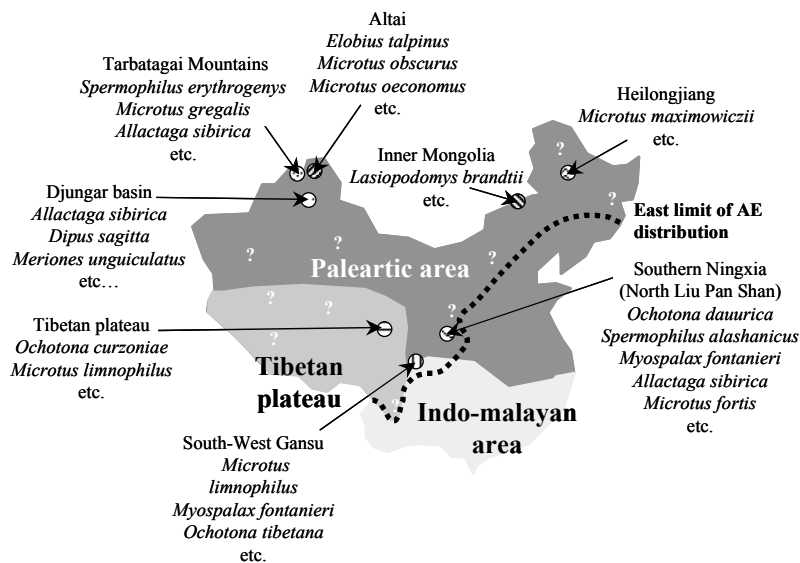 Altai
Elobius talpinus
Microtus obscurus
Microtus oeconomus
etc.
Tarbatagai Mountains
Spermophilus erythrogenys
Microtus gregalis
Allactaga sibirica
etc.
Heilongjiang
Microtus maximowiczii
etc.
Inner Mongolia
Lasiopodomys brandtii
etc.
Djungar basin
Allactaga sibirica
Dipus sagitta
Meriones unguiculatus
etc…
East limit of AE
distribution
Paleartic area
Southern Ningxia
(North Liu Pan Shan)
Ochotona dauurica
Spermophilus alashanicus
Myospalax fontanieri
Allactaga sibirica
Microtus fortis
etc.
Tibetan plateau
Ochotona curzoniae
Microtus limnophilus
etc.
Tibetan
plateau
Indo-malayan
area
South-West Gansu
Microtus
limnophilus
Myospalax fontanieri
Ochotona tibetana
etc.
?
?
?
?
?
?
?
?
?
?